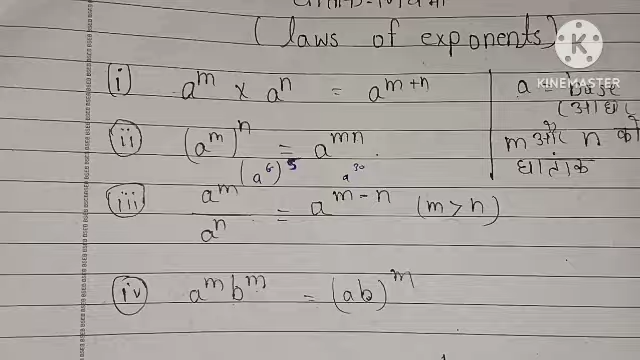 (laws of exponents)
KINEMASTER
(i) a^m × a^n = a^{m+n}
a = base
(आधार
(ii) (a^m)^n = a^{mn}.
m और n को
घातांक
(a^6)^5 a^30
(iii) a^m / a^n = a^{m-n} (m > n)
(iv) a^m b^m = (ab)^m